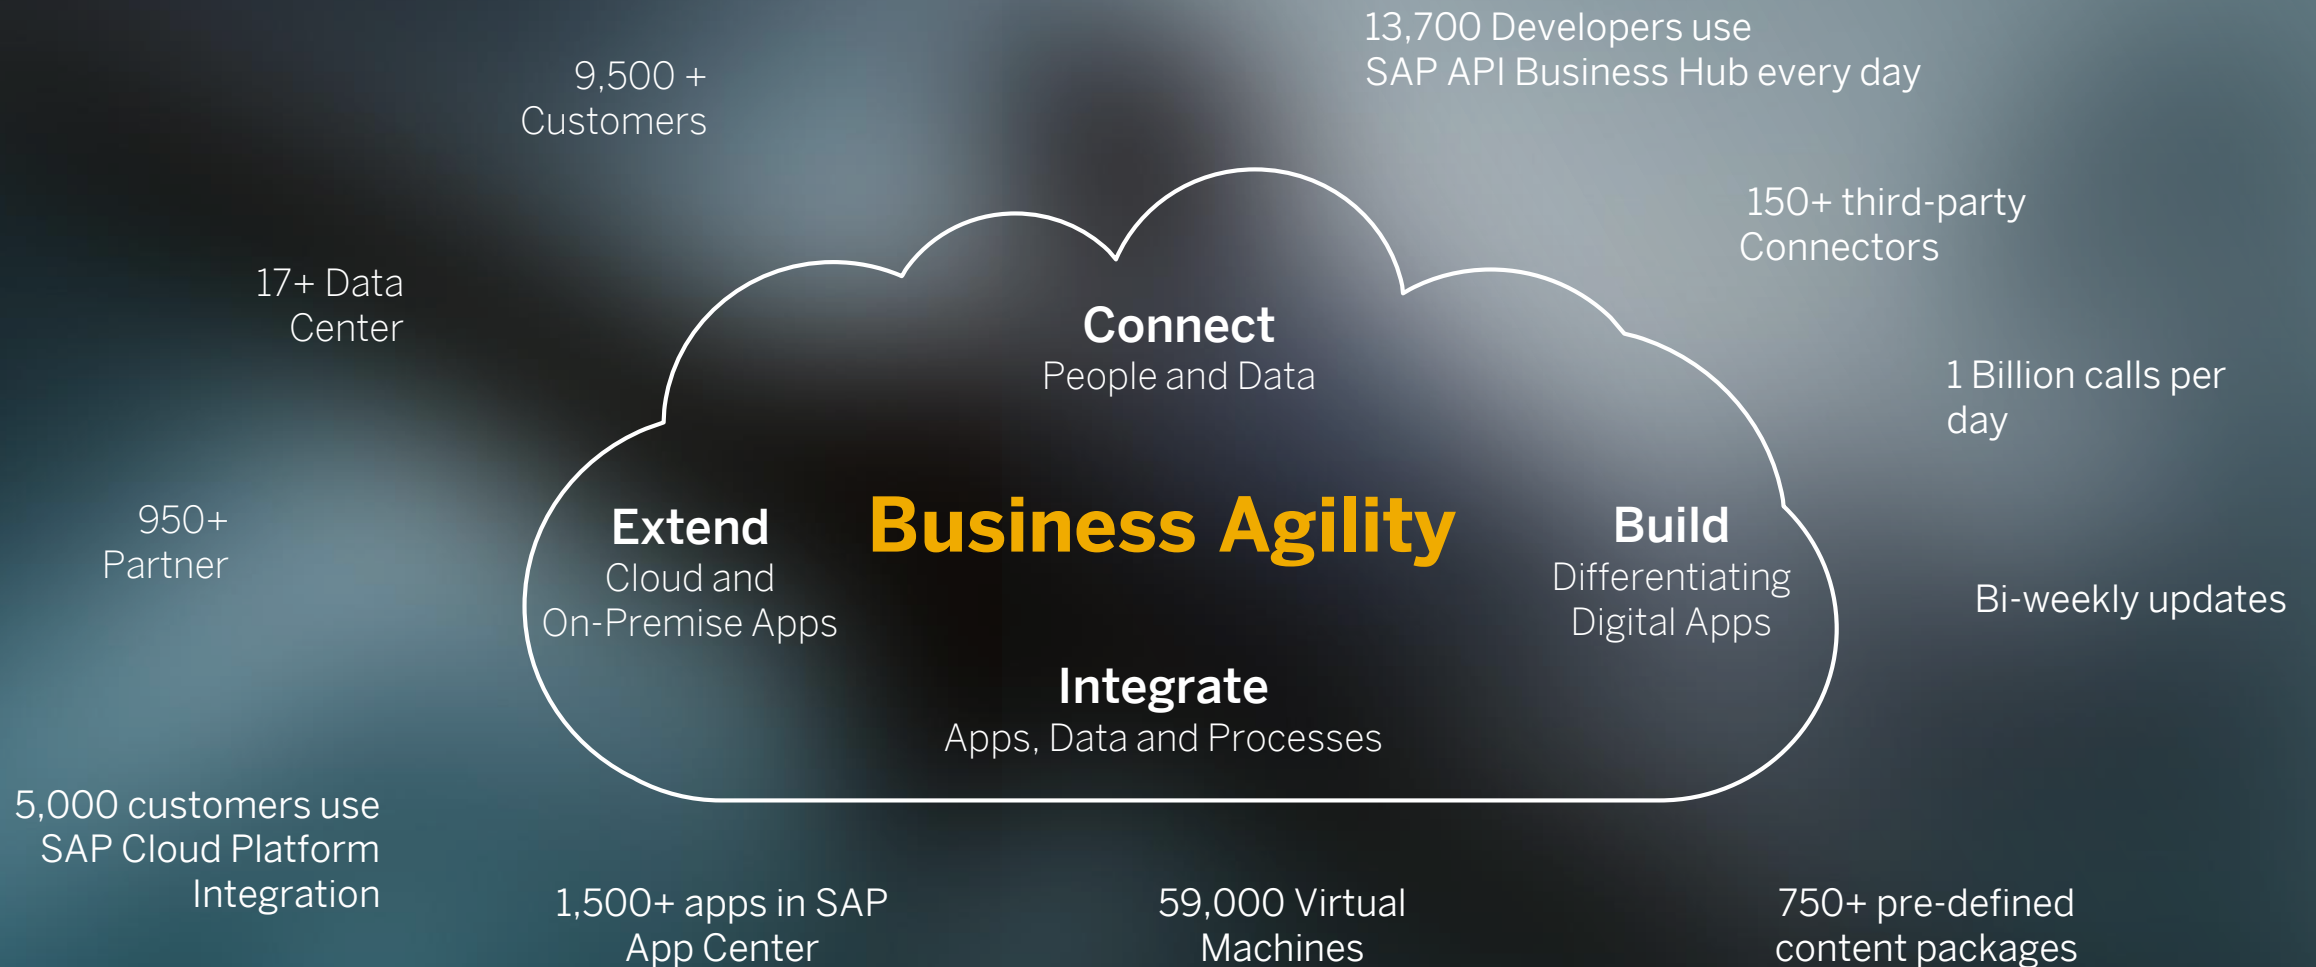 13,700 Developers use
SAP API Business Hub every day
9,500 +
Customers
150+ third-party
Connectors
17+ Data
Center
Connect
People and Data
1 Billion calls per
day
950+
Partner
Extend
Cloud and
On-Premise Apps
Business Agility
Build
Differentiating
Digital Apps
Bi-weekly updates
Integrate
Apps, Data and Processes
5,000 customers use
SAP Cloud Platform
Integration
1,500+ apps in SAP
App Center
59,000 Virtual
Machines
750+ pre-defined
content packages